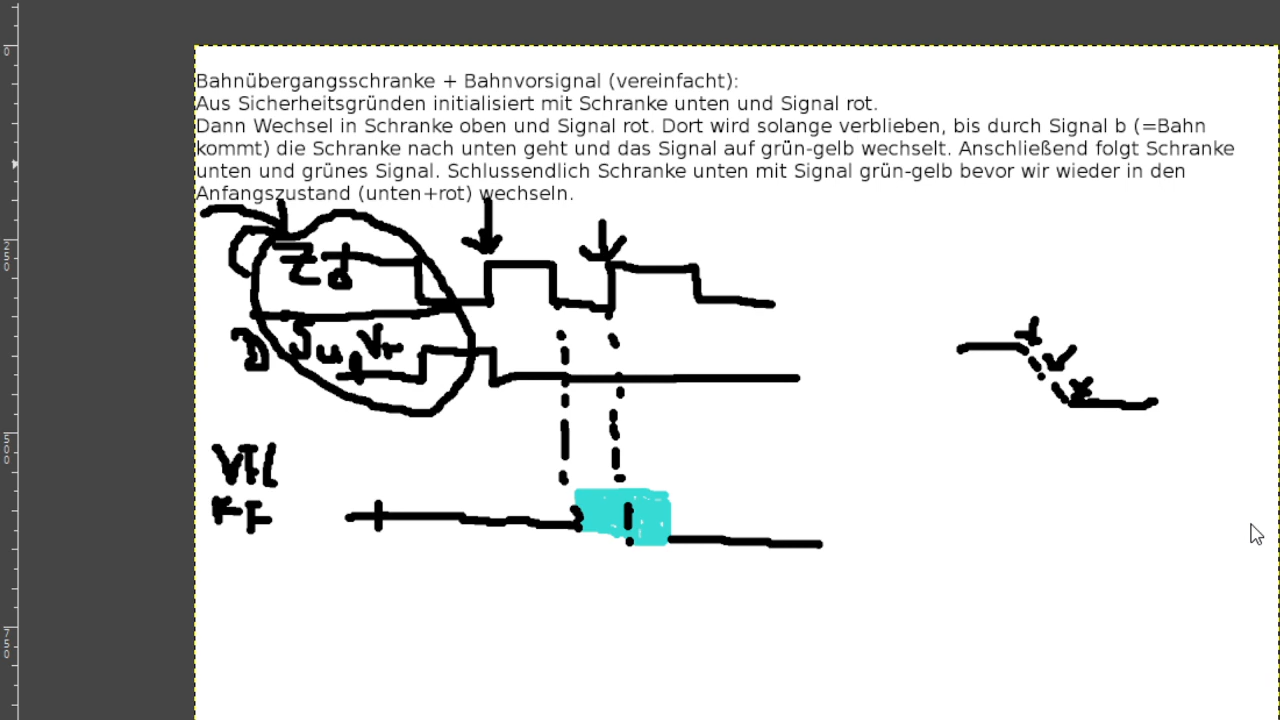 Bahnübergangsschranke + Bahnvorsignal (vereinfacht):
Aus Sicherheitsgründen initialisiert mit Schranke unten und Signal rot.
Dann Wechsel in Schranke oben und Signal rot. Dort wird solange verblieben, bis durch Signal b (=Bahn
kommt) die Schranke nach unten geht und das Signal auf grün-gelb wechselt. Anschließend folgt Schranke
unten und grünes Signal. Schlussendlich Schranke unten mit Signal grün-gelb bevor wir wieder in den
Anfangszustand (unten+rot) wechseln.
Z0
D Su, Vr